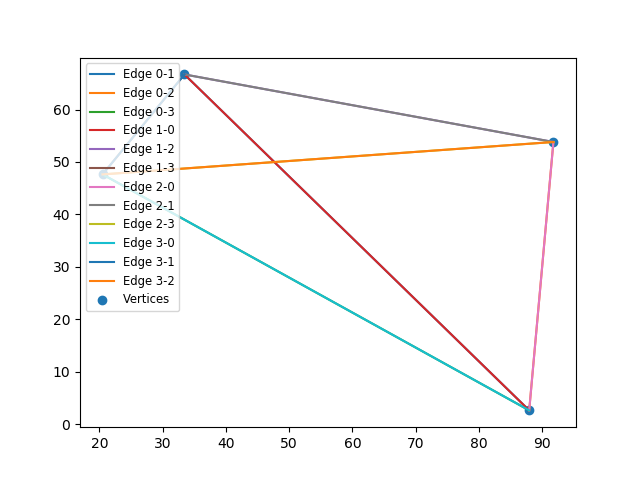 Edge 0-1
Edge 0-2
Edge 0-3
Edge 1-0
Edge 1-2
Edge 1-3
Edge 2-0
Edge 2-1
Edge 2-3
Edge 3-0
Edge 3-1
Edge 3-2
Vertices
60
50
40
30
20
10
0
20 30 40 50 60 70 80 90